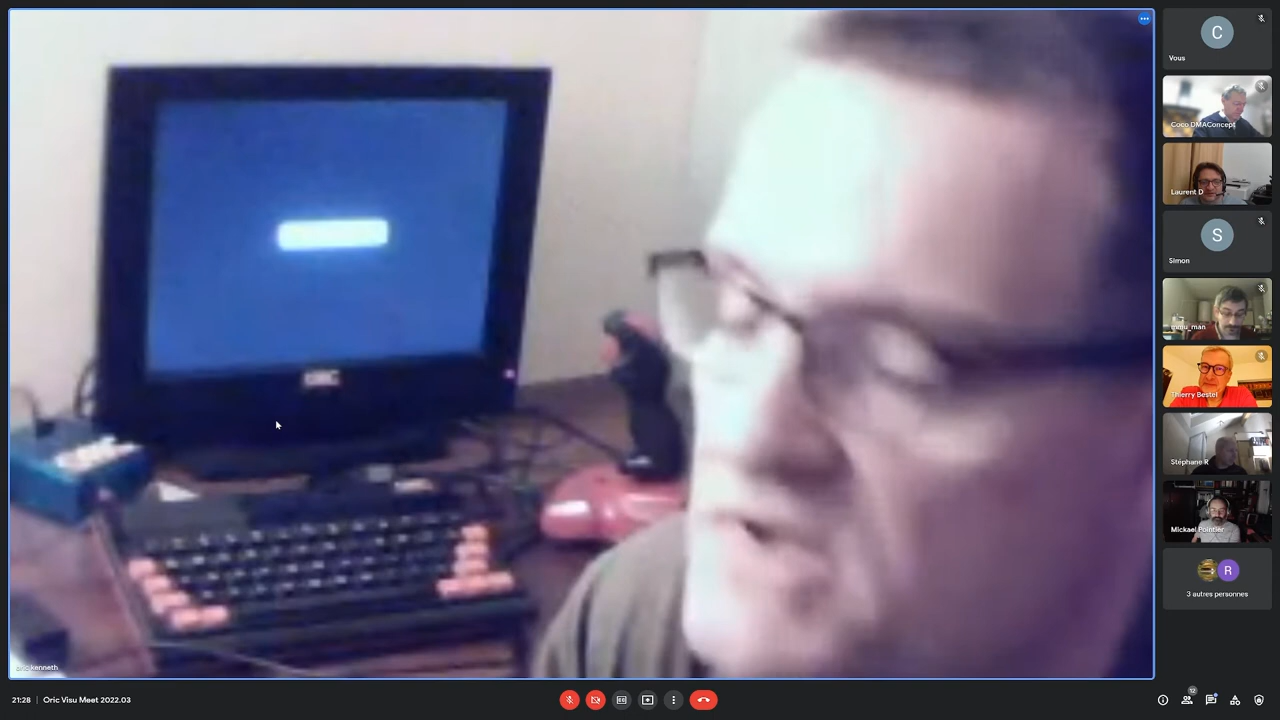 C
Vous
Coco DMAConcept
Laurent D
S
Simon
mmu_man
Thierry Bestel
Stéphane R
Mickael Pointier
R
3 autres personnes
ORIC
kenneth
21:28 | Oric Visu Meet 2022.03
12